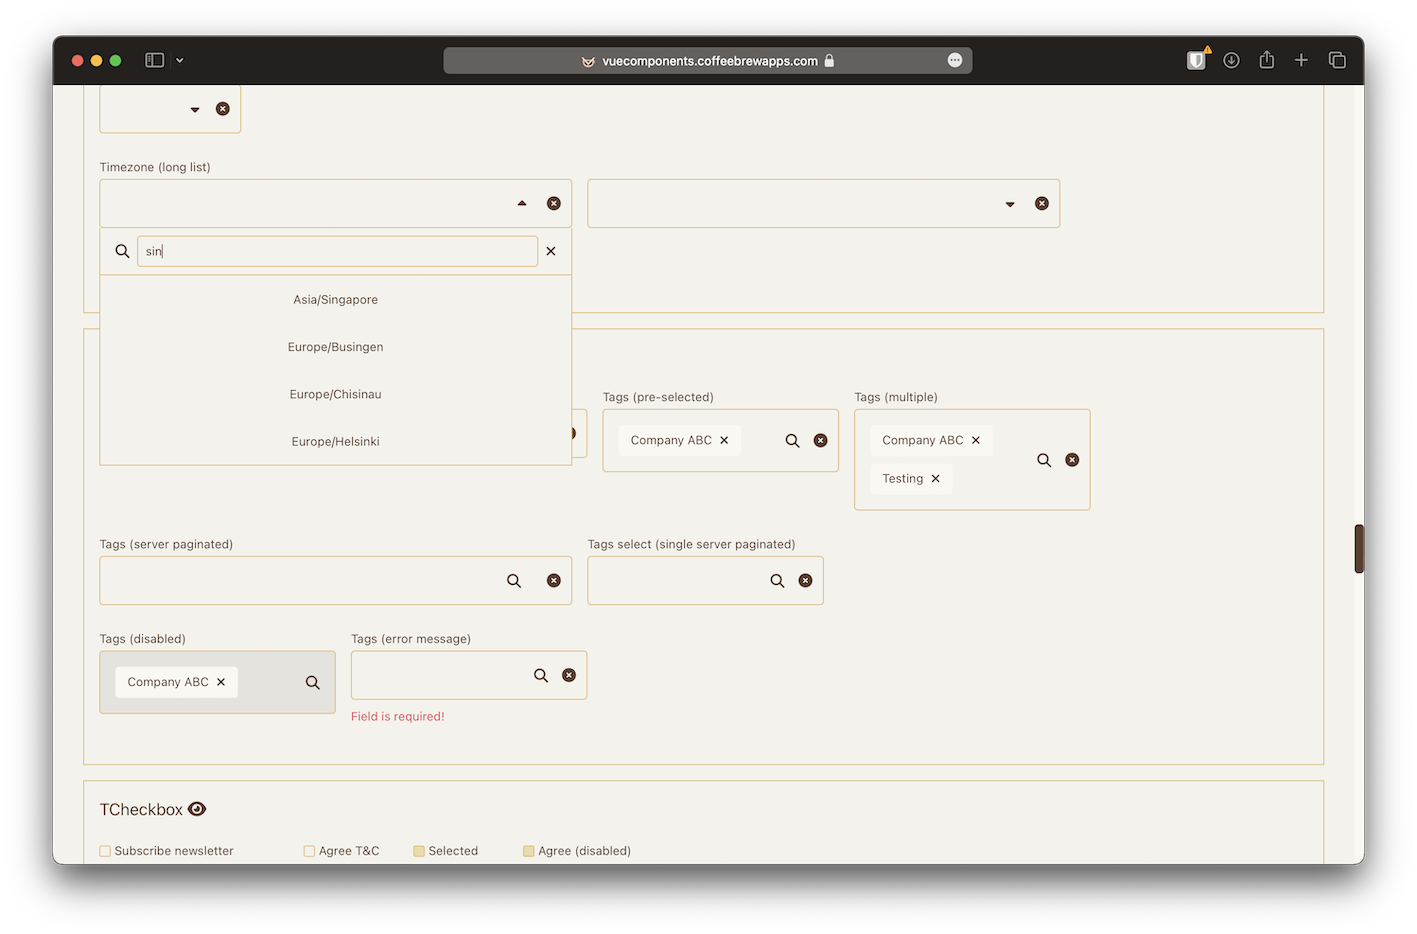 vuecomponents.coffeebrewapps.com
Timezone (long list)
sin
Asia/Singapore
Europe/Busingen
Europe/Chisinau
Europe/Helsinki
Tags (pre-selected)
Tags (multiple)
Company ABC
Company ABC
Testing
Tags (server paginated)
Tags select (single server paginated)
Tags (disabled)
Tags (error message)
Company ABC
Field is required!
TCheckbox
Subscribe newsletter
Agree T&C
Selected
Agree (disabled)